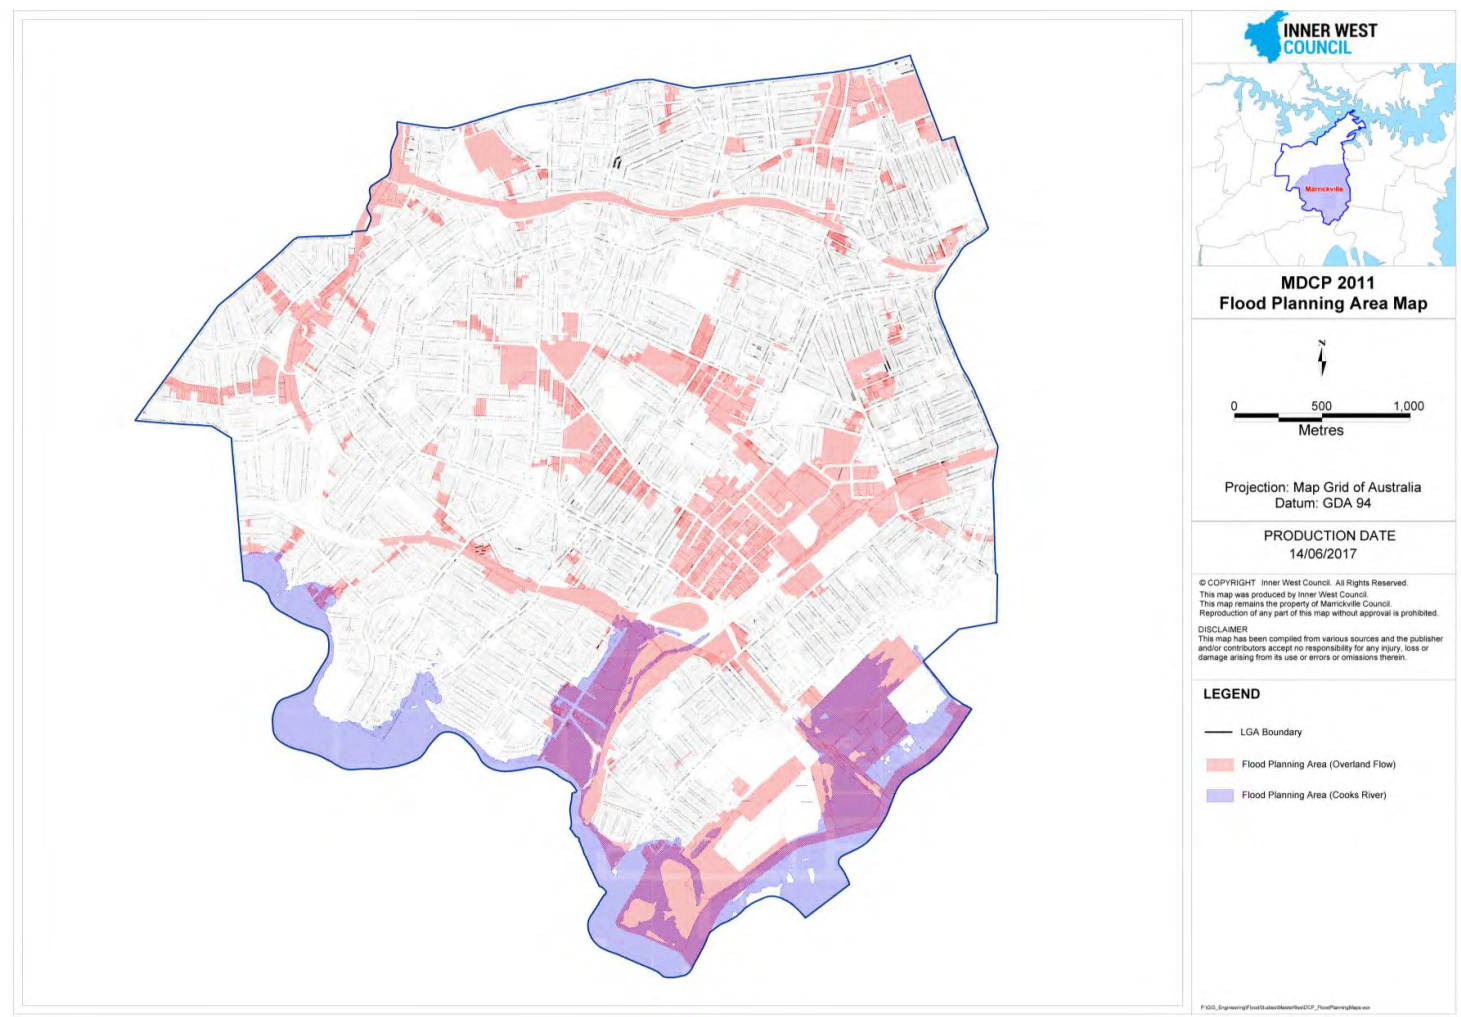 INNER WEST
COUNCIL
Marrickville
MDCP 2011
Flood Planning Area Map
N
0 500 1,000
Metres
Projection: Map Grid of Australia
Datum: GDA 94
PRODUCTION DATE
14/06/2017
© COPYRIGHT Inner West Council. All Rights Reserved.
This map was produced by Inner West Council.
This map remains the property of Marrickville Council.
Reproduction of any part of this map without approval is prohibited.
DISCLAIMER
This map has been compiled from various sources and the publisher
and/or contributors accept no responsibility for any injury, loss or
damage arising from its use or errors or omissions therein.
LEGEND
LGA Boundary
Flood Planning Area (Overland Flow)
Flood Planning Area (Cooks River)